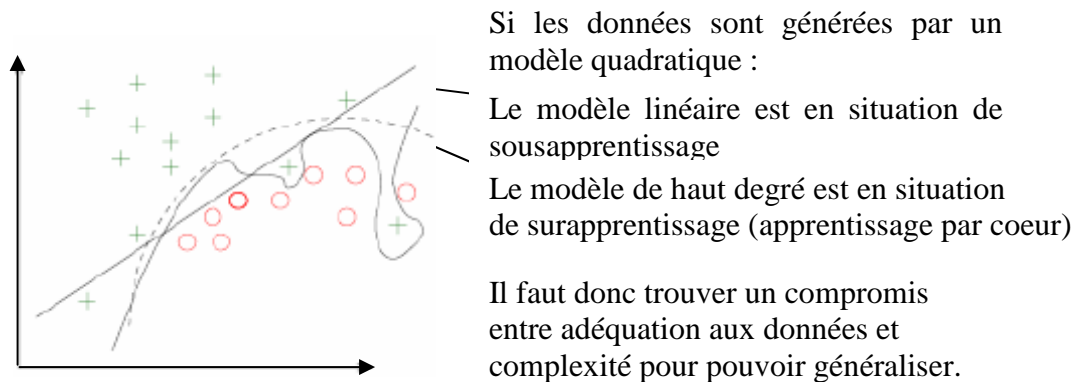 Si les données sont générées par un
modèle quadratique :
Le modèle linéaire est en situation de
sousapprentissage
Le modèle de haut degré est en situation
de surapprentissage (apprentissage par coeur)
Il faut donc trouver un compromis
entre adéquation aux données et
complexité pour pouvoir généraliser.